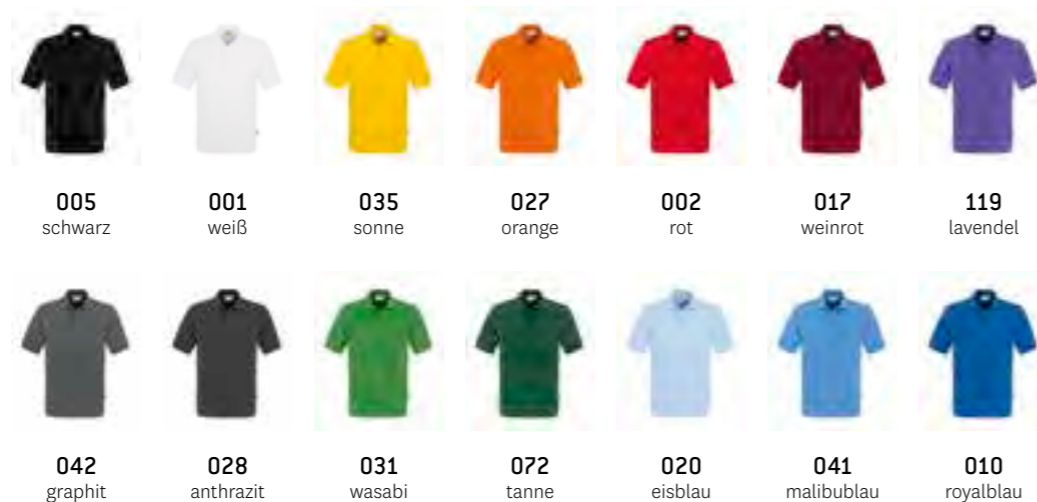 005 001 035 027 002 017 119
schwarz weiß sonne orange rot weinrot lavendel
042 028 031 072 020 041 010
graphit anthrazit wasabi tanne eisblau malibublau royalblau